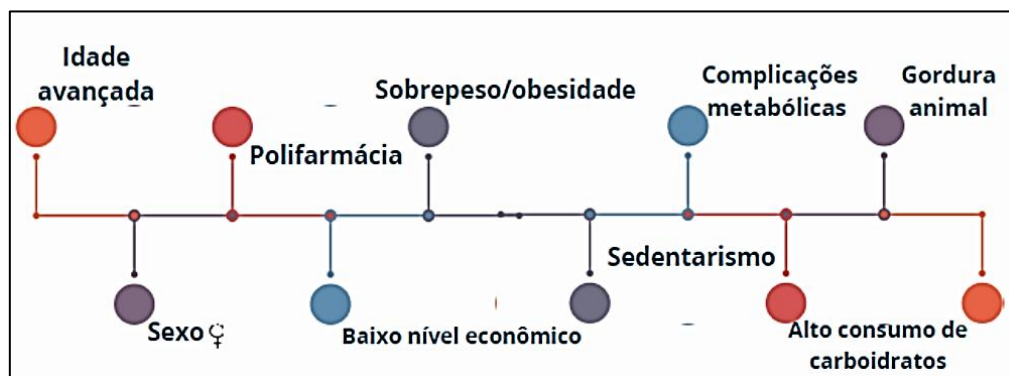 Idade
avançada
Sexo ♀
Polifarmácia
Baixo nível econômico
Sobrepeso/obesidade
Sedentarismo
Complicações
metabólicas
Alto consumo de
carboidratos
Gordura
animal